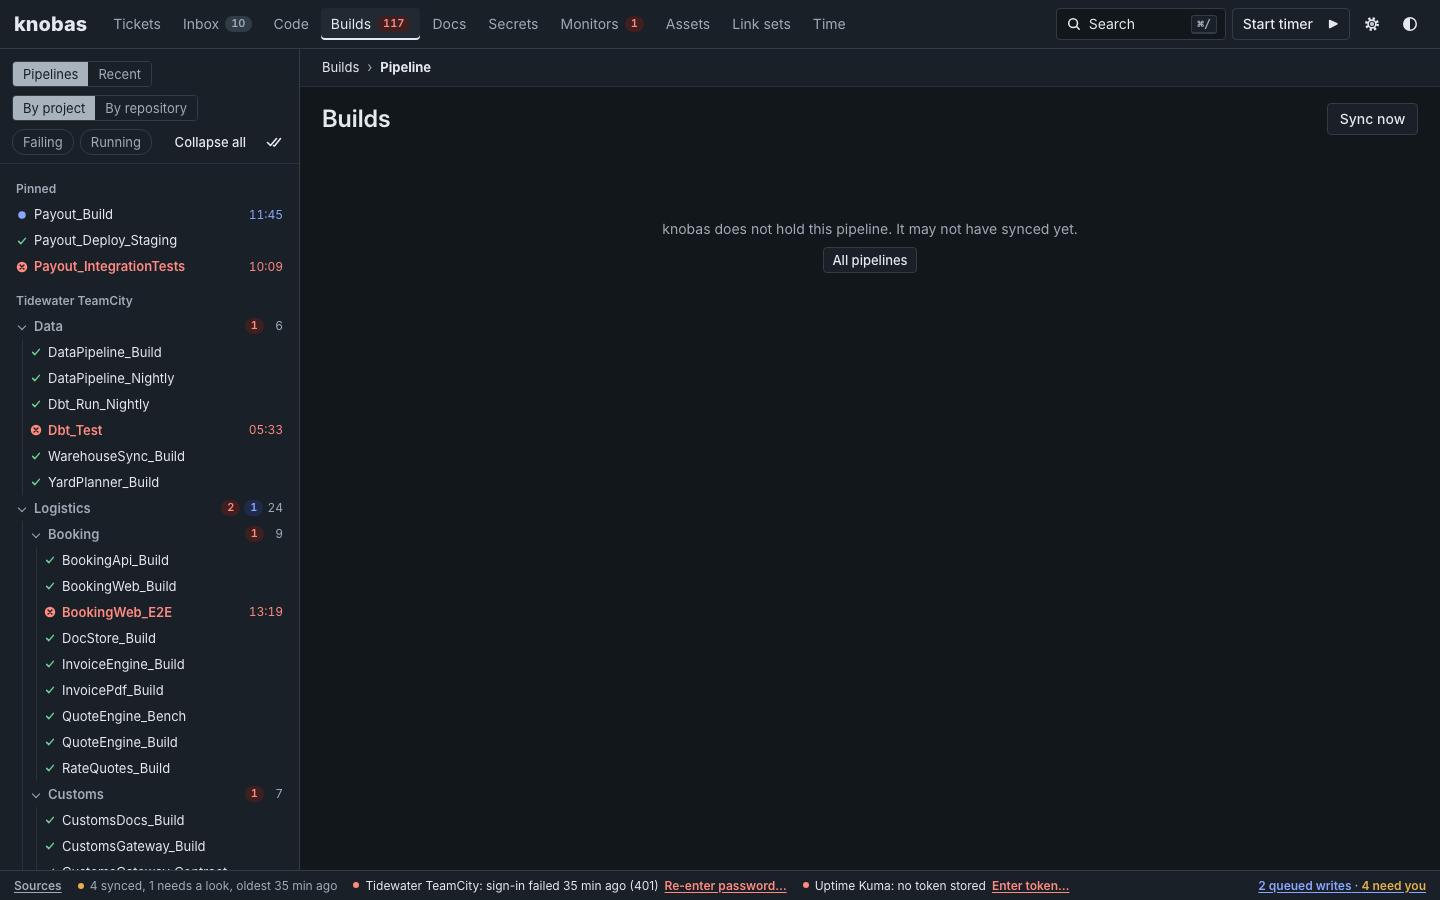 knobas Tickets Inbox 10 Code Builds 117 Docs Secrets Monitors 1 Assets Link sets Time Search ⌘/ Start timer
Pipelines Recent
By project By repository
Failing Running Collapse all
Pinned
Payout_Build 11:45
Payout_Deploy_Staging
Payout_IntegrationTests 10:09
Tidewater TeamCity
Data 1 6
DataPipeline_Build
DataPipeline_Nightly
Dbt_Run_Nightly
Dbt_Test 05:33
WarehouseSync_Build
YardPlanner_Build
Logistics 2 1 24
Booking 1 9
BookingApi_Build
BookingWeb_Build
BookingWeb_E2E 13:19
DocStore_Build
InvoiceEngine_Build
InvoicePdf_Build
QuoteEngine_Bench
QuoteEngine_Build
RateQuotes_Build
Customs 1 7
CustomsDocs_Build
CustomsGateway_Build
Builds › Pipeline
Builds
Sync now
knobas does not hold this pipeline. It may not have synced yet.
All pipelines
Sources 4 synced, 1 needs a look, oldest 35 min ago Tidewater TeamCity: sign-in failed 35 min ago (401) Re-enter password... Uptime Kuma: no token stored Enter token... 2 queued writes · 4 need you